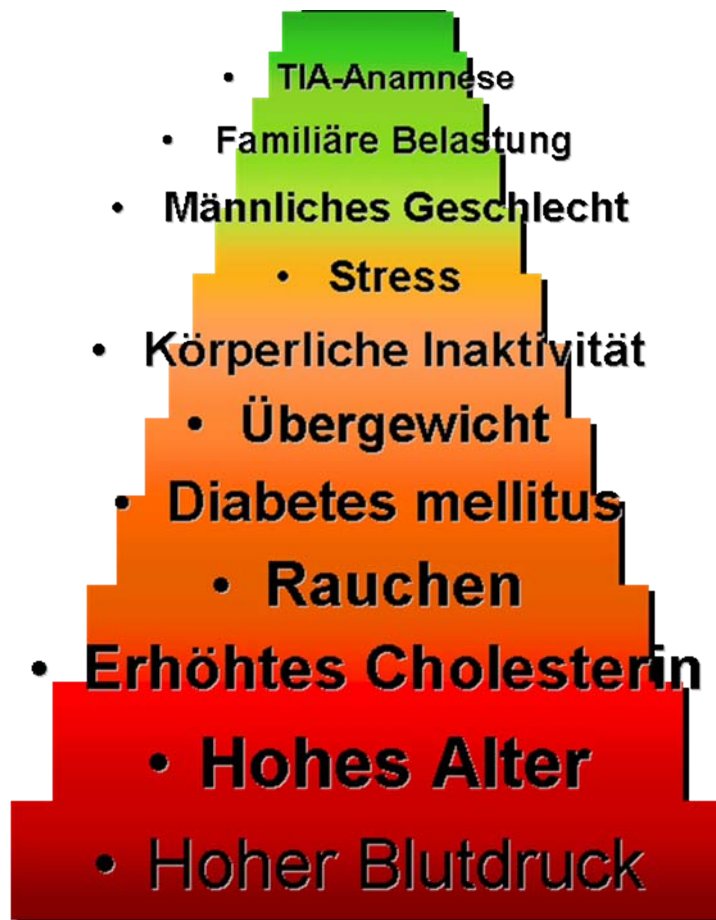 • TIA-Anamnese
• Familiäre Belastung
• Männliches Geschlecht
• Stress
• Körperliche Inaktivität
• Übergewicht
• Diabetes mellitus
• Rauchen
• Erhöhtes Cholesterin
• Hohes Alter
• Hoher Blutdruck